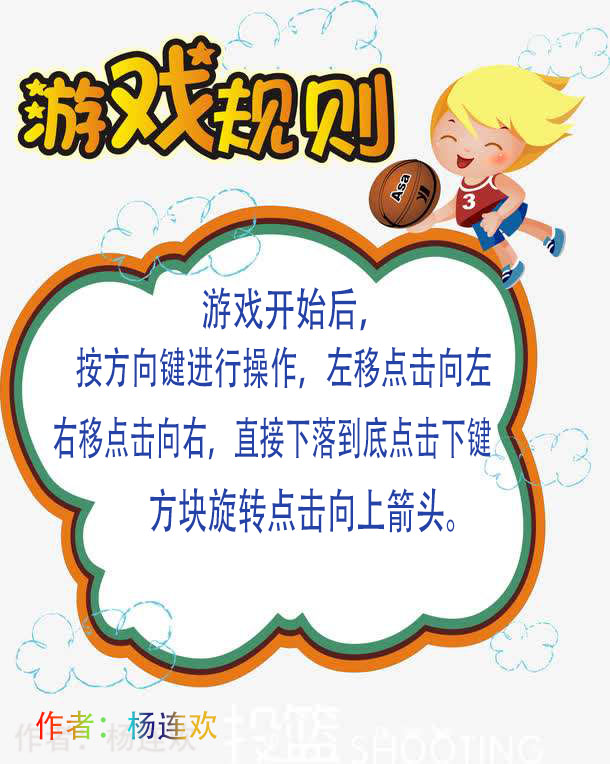 游戏规则
Asa
yl
3
游戏开始后,
按方向键进行操作, 左移点击向左
右移点击向右, 直接下落到底点击下键
方块旋转点击向上箭头。
作者：杨连欢
作者：杨连欢
投篮 SHOOTING